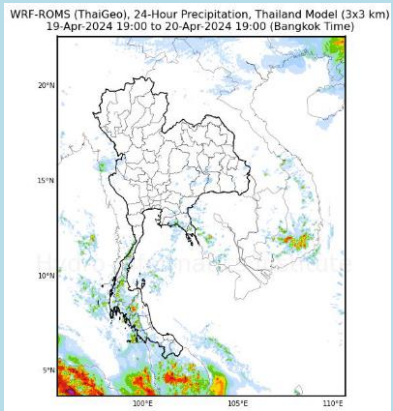 WRF-ROMS (ThaiGeo), 24-Hour Precipitation, Thailand Model (3x3 km)
19-Apr-2024 19:00 to 20-Apr-2024 19:00 (Bangkok Time)
20°N
15°N
10°N
5°N
100°E
105°E
110°E